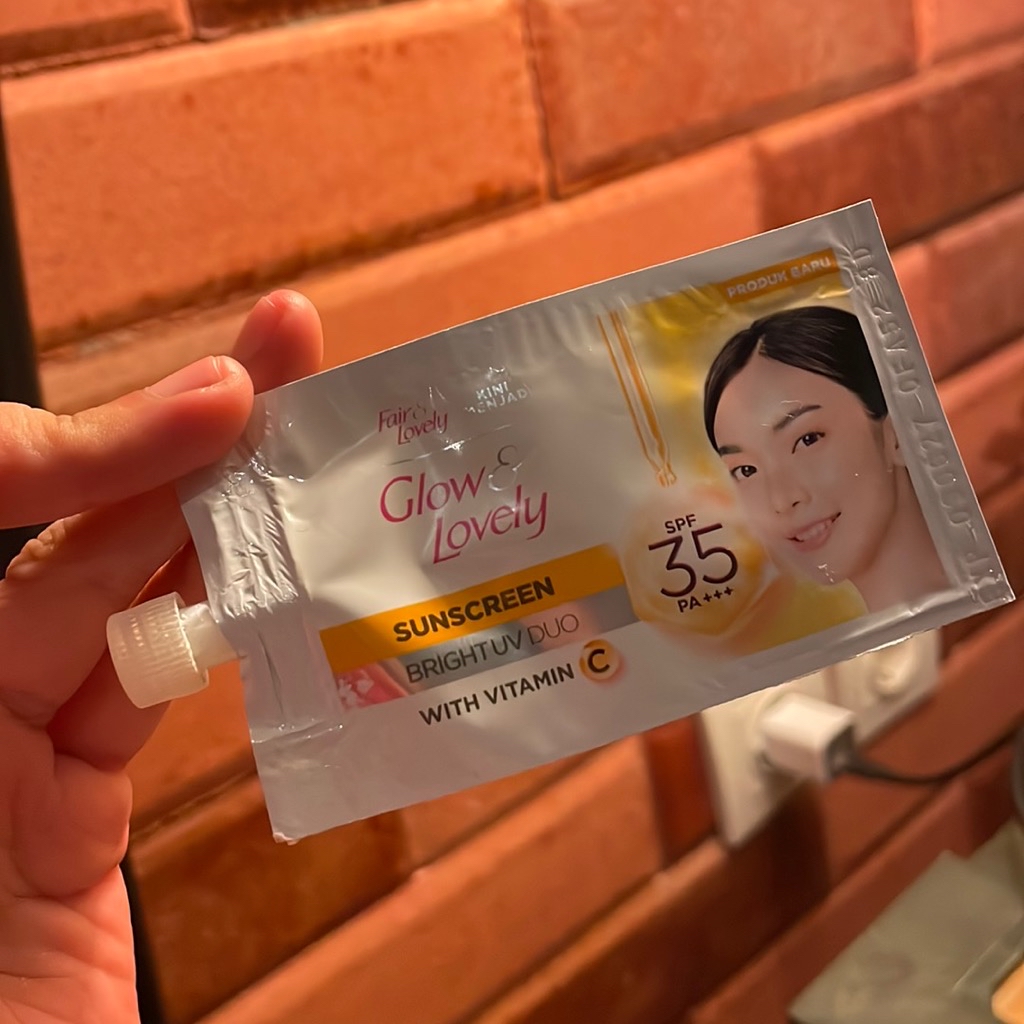 Fair &
Lovely
KINI
MENJADI
Glow &
Lovely
SUNSCREEN
BRIGHT UV DUO
WITH VITAMIN C
PRODUK BARU
SPF
35
PA+++